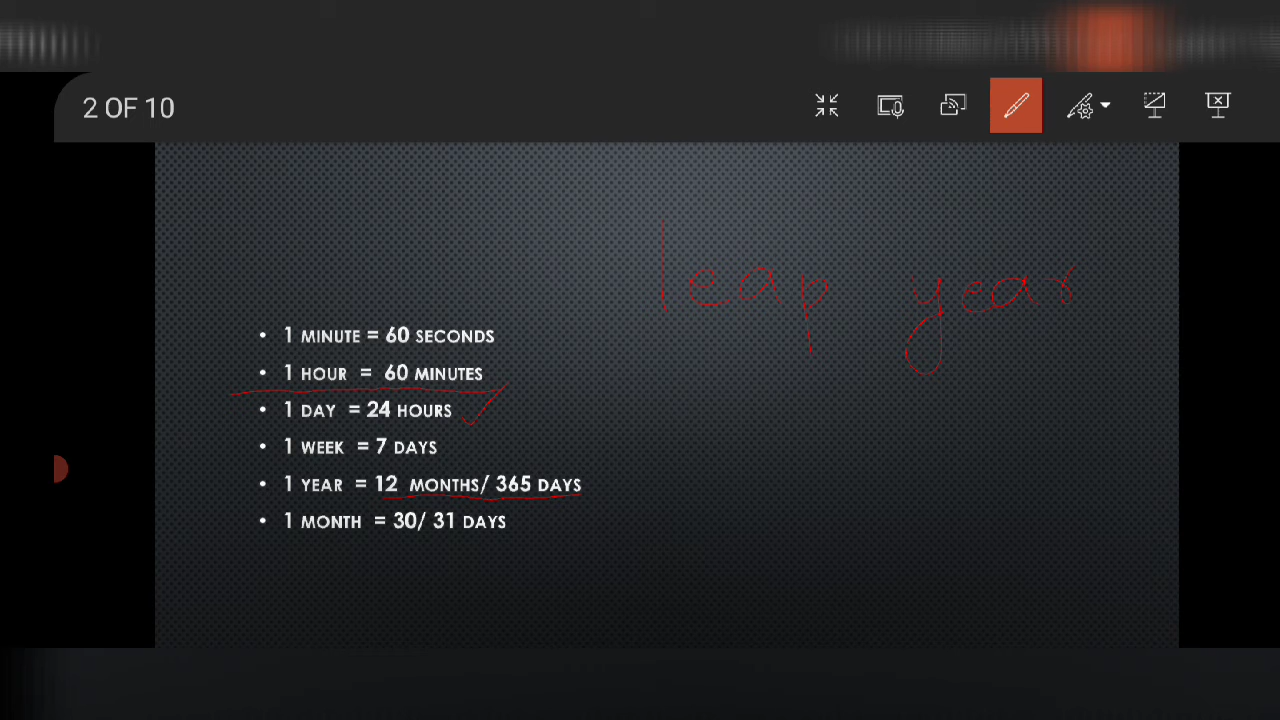 2 OF 10
leap year
• 1 MINUTE = 60 SECONDS
• 1 HOUR = 60 MINUTES
• 1 DAY = 24 HOURS
• 1 WEEK = 7 DAYS
• 1 YEAR = 12 MONTHS/ 365 DAYS
• 1 MONTH = 30/ 31 DAYS